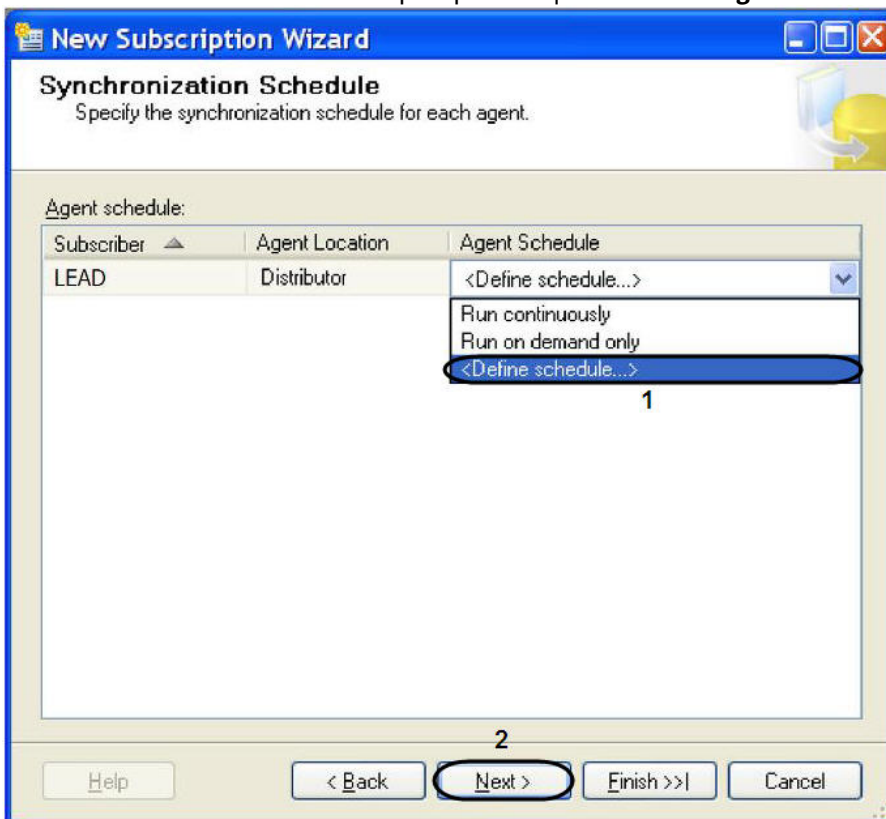 New Subscription Wizard
Synchronization Schedule
Specify the synchronization schedule for each agent.
Agent schedule:
Subscriber Agent Location Agent Schedule
LEAD Distributor <Define schedule...>
Run continuously
Run on demand only
<Define schedule...>
1
2
Help < Back Next > Finish >>| Cancel